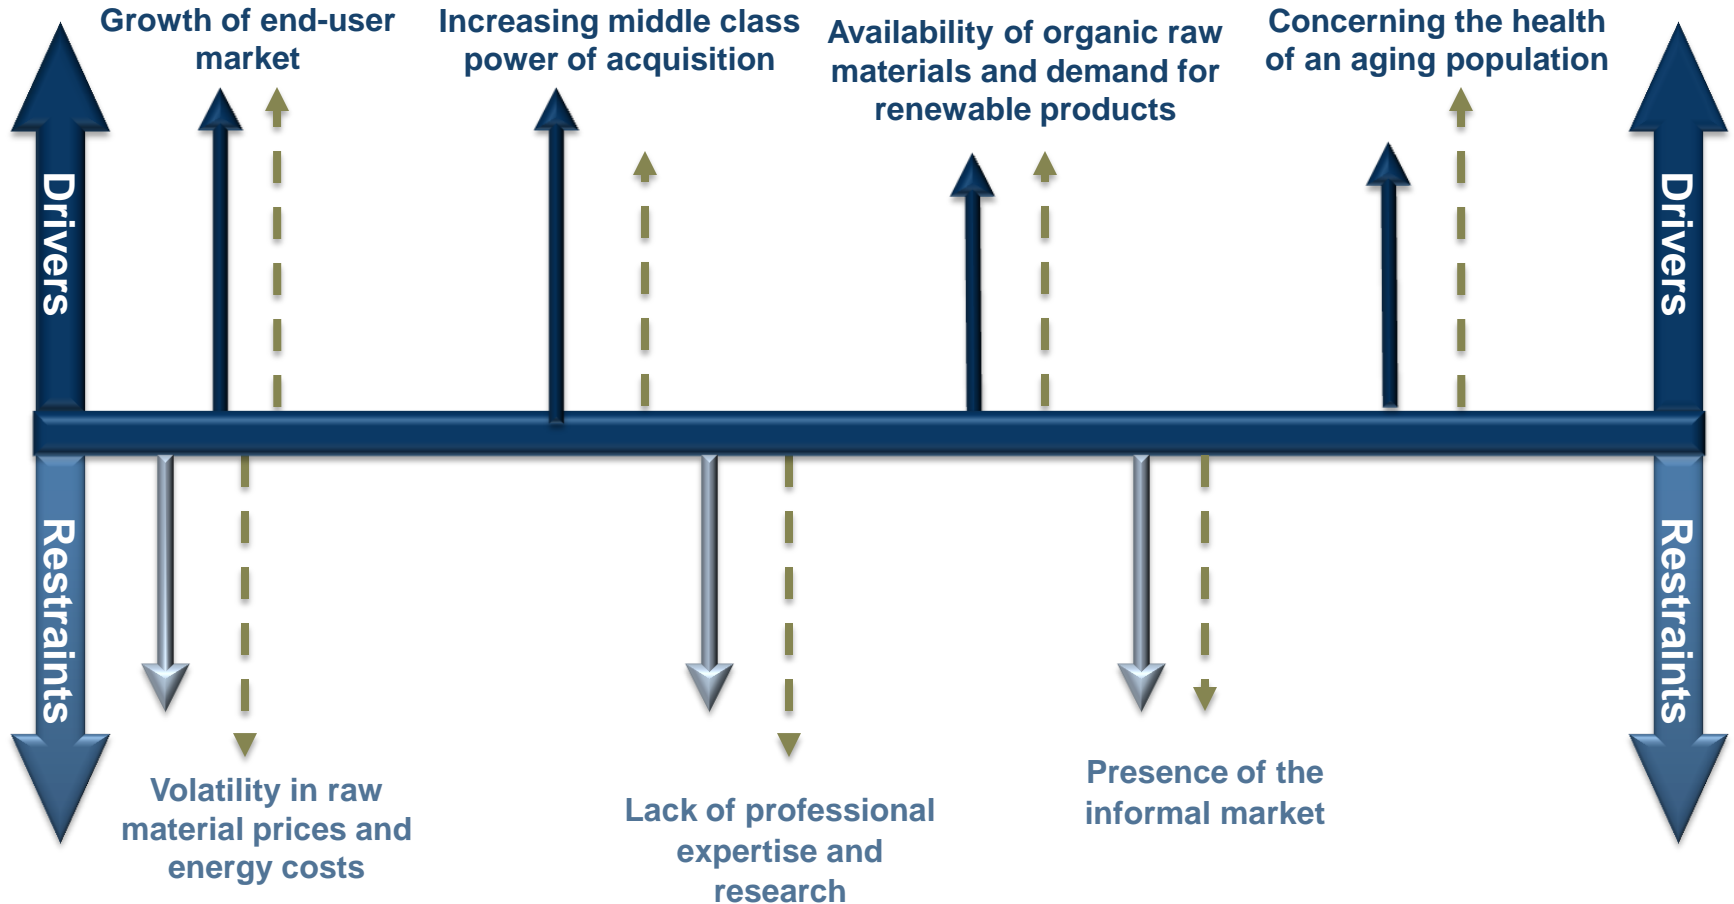 Growth of end-user
market
Increasing middle class
power of acquisition
Availability of organic raw
materials and demand for
renewable products
Concerning the health
of an aging population
Drivers
Drivers
Restraints
Restraints
Volatility in raw
material prices and
energy costs
Lack of professional
expertise and
research
Presence of the
informal market